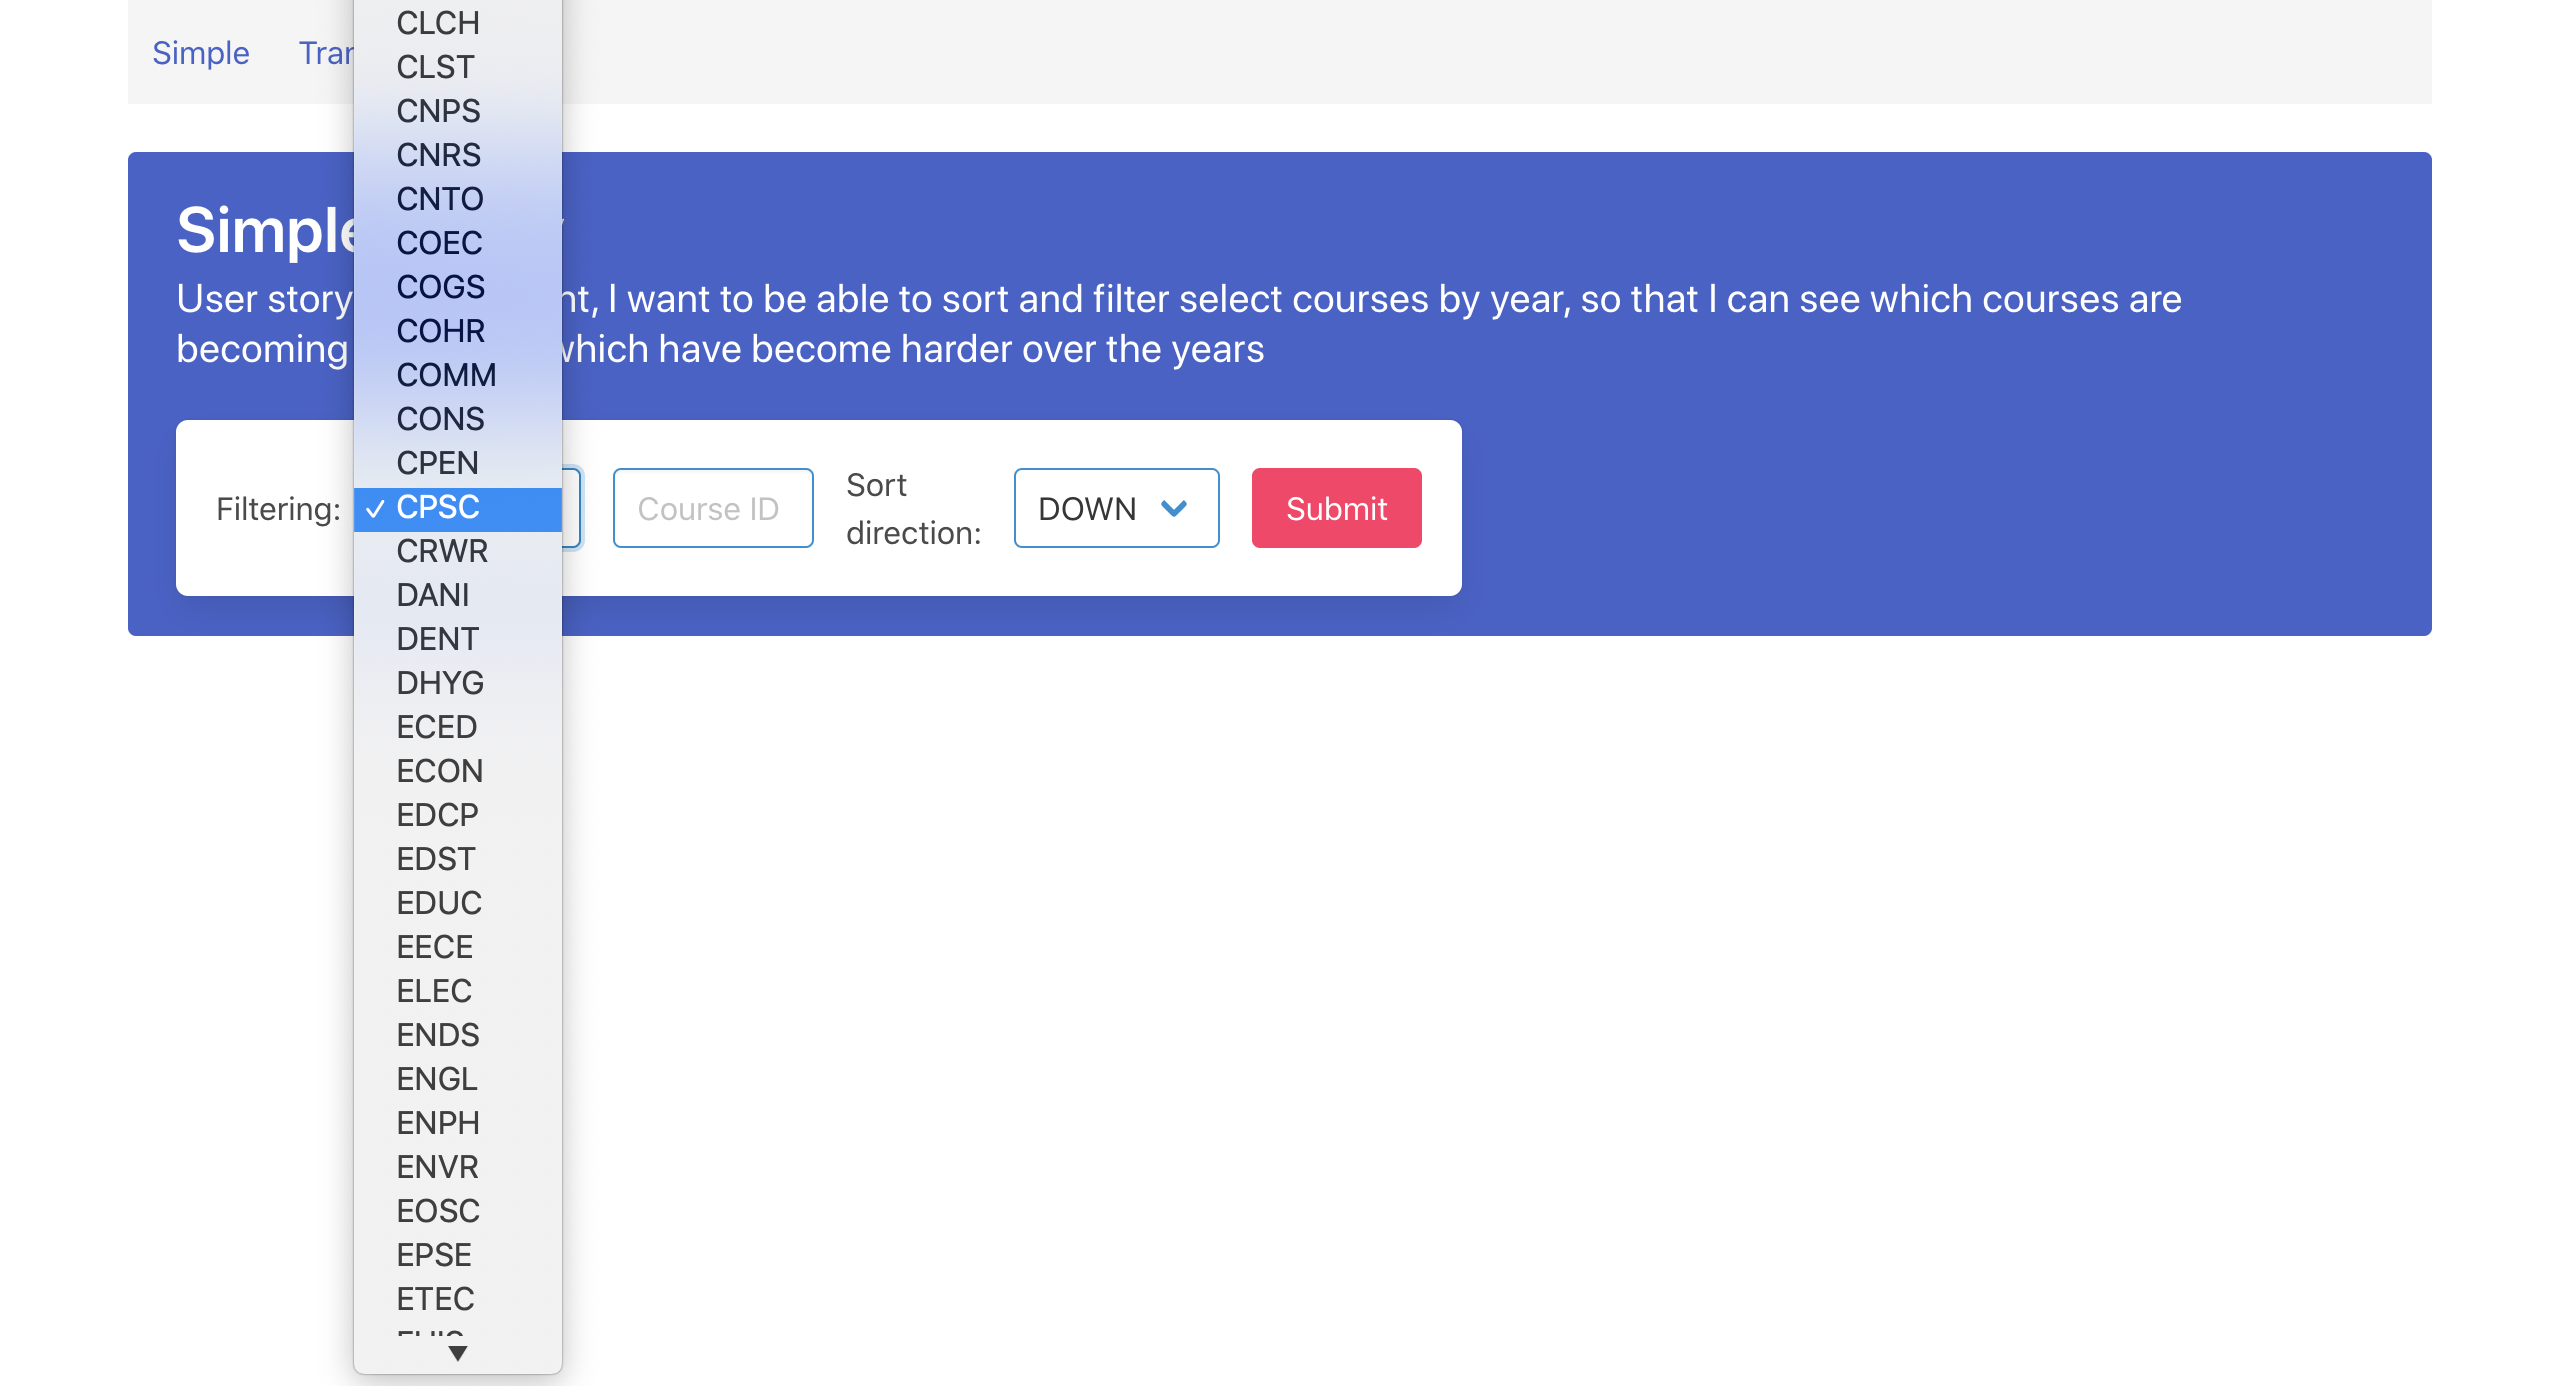 Simple Tran
Simple
User story nt, I want to be able to sort and filter select courses by year, so that I can see which courses are
becoming which have become harder over the years
Filtering:
CLCH
CLST
CNPS
CNRS
CNTO
COEC
COGS
COHR
COMM
CONS
CPEN
✓ CPSC
CRWR
DANI
DENT
DHYG
ECED
ECON
EDCP
EDST
EDUC
EECE
ELEC
ENDS
ENGL
ENPH
ENVR
EOSC
EPSE
ETEC
Course ID
Sort
direction:
DOWN
Submit